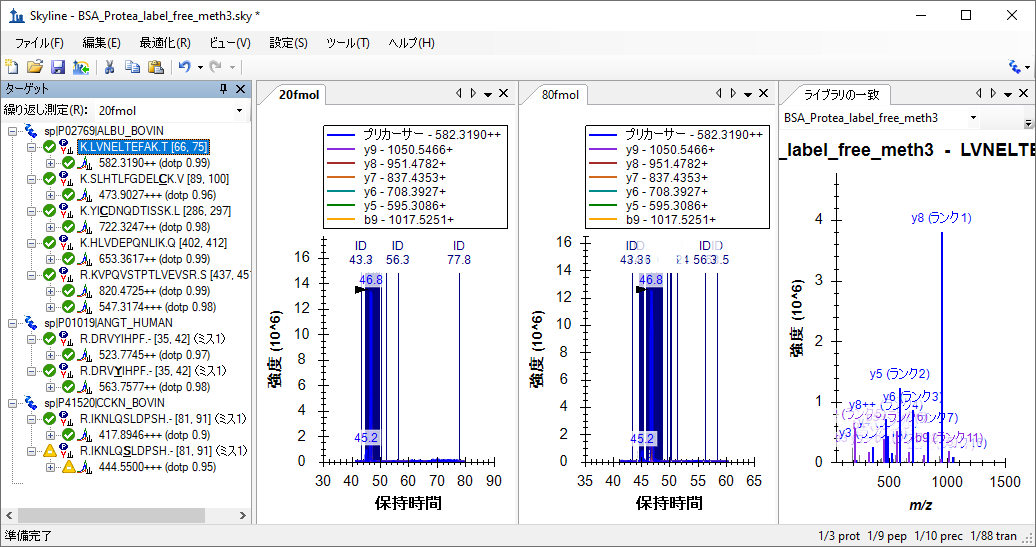 Skyline - BSA_Protea_label_free_meth3.sky *
ファイル(F) 編集(E) 最適化(R) ビュー(V) 設定(S) ツール(T) ヘルプ(H)
ターゲット
繰り返し測定(R): 20fmol
sp|P02769|ALBU_BOVIN
K.LVNELTEFAK.T [66, 75]
582.3190++ (dotp 0.99)
K.SLHTLFGDELCK.V [89, 100]
473.9027+++ (dotp 0.96)
K.YICDNQDTISSK.L [286, 297]
722.3247++ (dotp 0.98)
K.HLVDEPQNLIK.Q [402, 412]
653.3617++ (dotp 0.99)
R.KVPQVSTPTLVEVSR.S [437, 45
820.4725++ (dotp 0.98)
547.3174+++ (dotp 0.98)
sp|P01019|ANGT_HUMAN
R.DRVYIHPF.- [35, 42] (ミス1)
523.7745++ (dotp 0.97)
R.DRVYIHPF.- [35, 42] (ミス1)
563.7577++ (dotp 0.98)
sp|P41520|CCKN_BOVIN
R.IKNLQSLDPSH.- [81, 91] (ミス1)
417.8946+++ (dotp 0.9)
R.IKNLQSLDPSH.- [81, 91] (ミス1)
444.5500+++ (dotp 0.95)
20fmol
プリカーサー - 582.3190++
y9 - 1050.5466+
y8 - 951.4782+
y7 - 837.4353+
y6 - 708.3927+
y5 - 595.3086+
b9 - 1017.5251+
ID ID ID
43.3 56.3 77.8
46.8
45.2
強度 (10^6)
16
14
12
10
8
6
4
2
0
30 40 50 60 70 80 90
保持時間
80fmol
プリカーサー - 582.3190++
y9 - 1050.5466+
y8 - 951.4782+
y7 - 837.4353+
y6 - 708.3927+
y5 - 595.3086+
b9 - 1017.5251+
46.8
45.2
強度 (10^6)
16
14
12
10
8
6
4
2
0
35 40 45 50 55 60 65
保持時間
ライブラリの一致
BSA_Protea_label_free_meth3
_label_free_meth3 - LVNELTEFAK
y8 (ランク1)
y5 (ランク2)
y6 (ランク3)
y8++ (ランク4)
y3
b9 (ランク11)
強度 (10^6)
4
3
2
1
0
500 1000 1500
m/z
準備完了 1/3 prot 1/9 pep 1/10 prec 1/88 tran